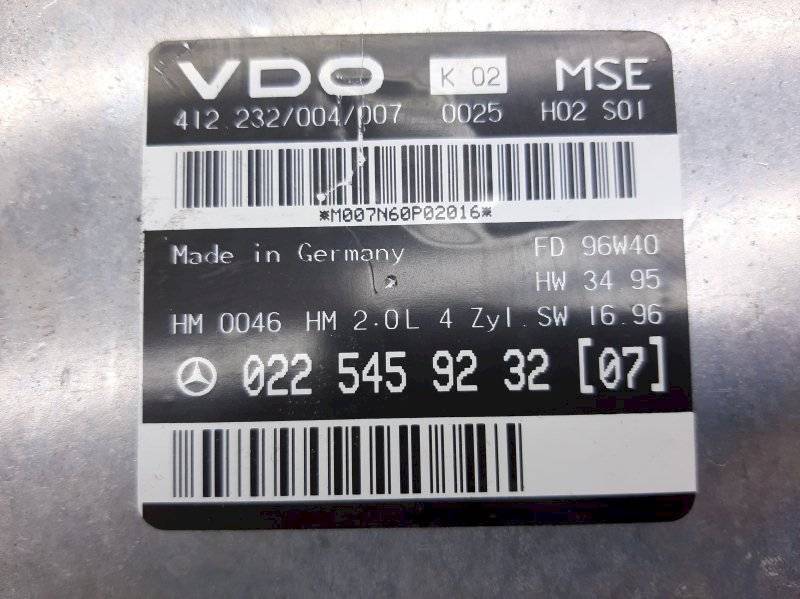 VDO K 02 MSE
412.232/004/007 0025 H02 S01
*M007N60P02016*
Made in Germany FD 96W40
HW 34 95
HM 0046 HM 2.0L 4 Zyl. SW 16.96
022 545 92 32 [07]